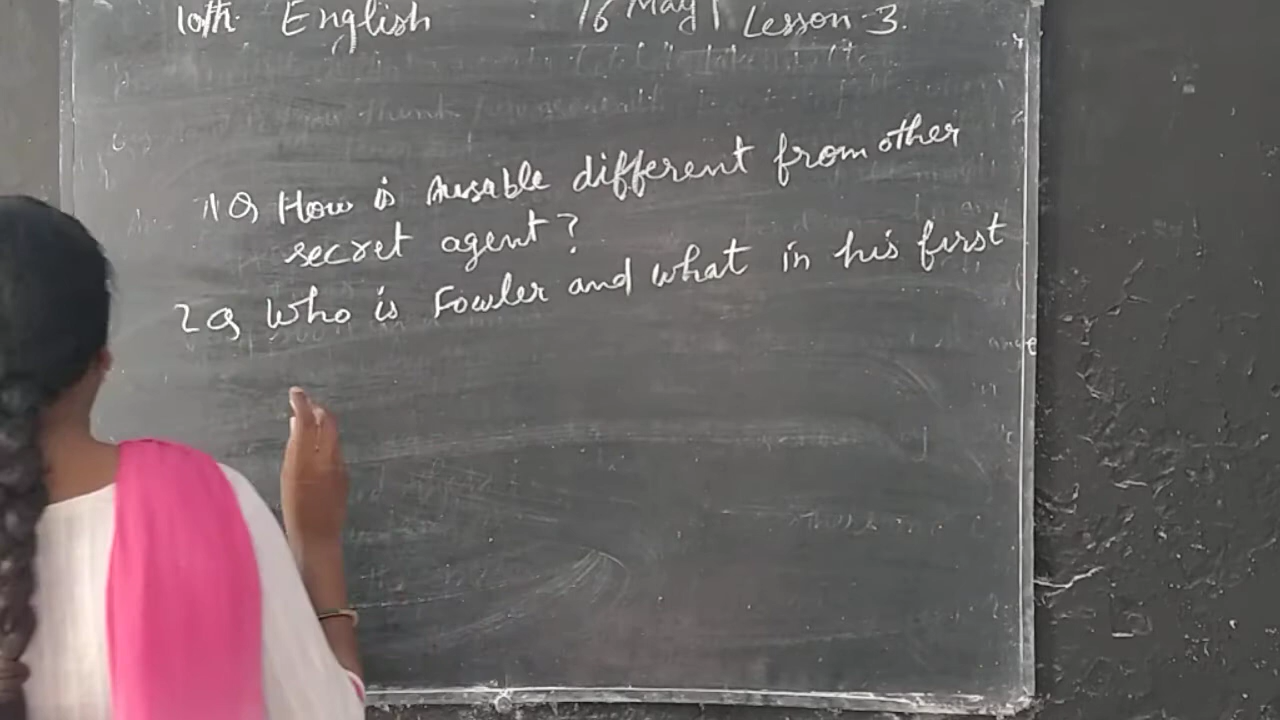 10th English : 16 May | Lesson-3.
1Q How is Ausable different from other
secret agent?
2Q Who is Fowler and what in his first